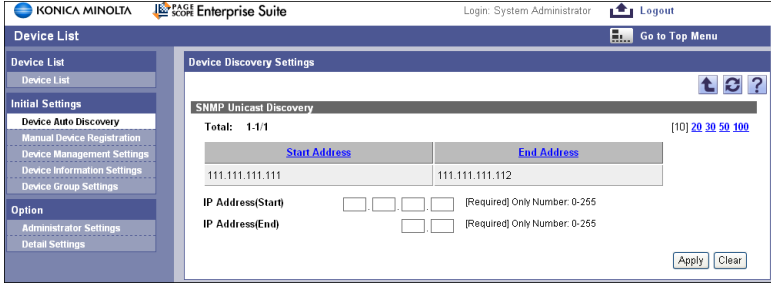 KONICA MINOLTA PAGE SCOPE Enterprise Suite Login: System Administrator Logout
Device List Go to Top Menu
Device List
Device List
Initial Settings
Device Auto Discovery
Manual Device Registration
Device Management Settings
Device Information Settings
Device Group Settings
Option
Administrator Settings
Detail Settings
Device Discovery Settings
?
SNMP Unicast Discovery
Total: 1-1/1 [10] 20 30 50 100
Start Address End Address
111.111.111.111 111.111.111.112
IP Address(Start) . . . [Required] Only Number: 0-255
IP Address(End) . [Required] Only Number: 0-255
Apply Clear